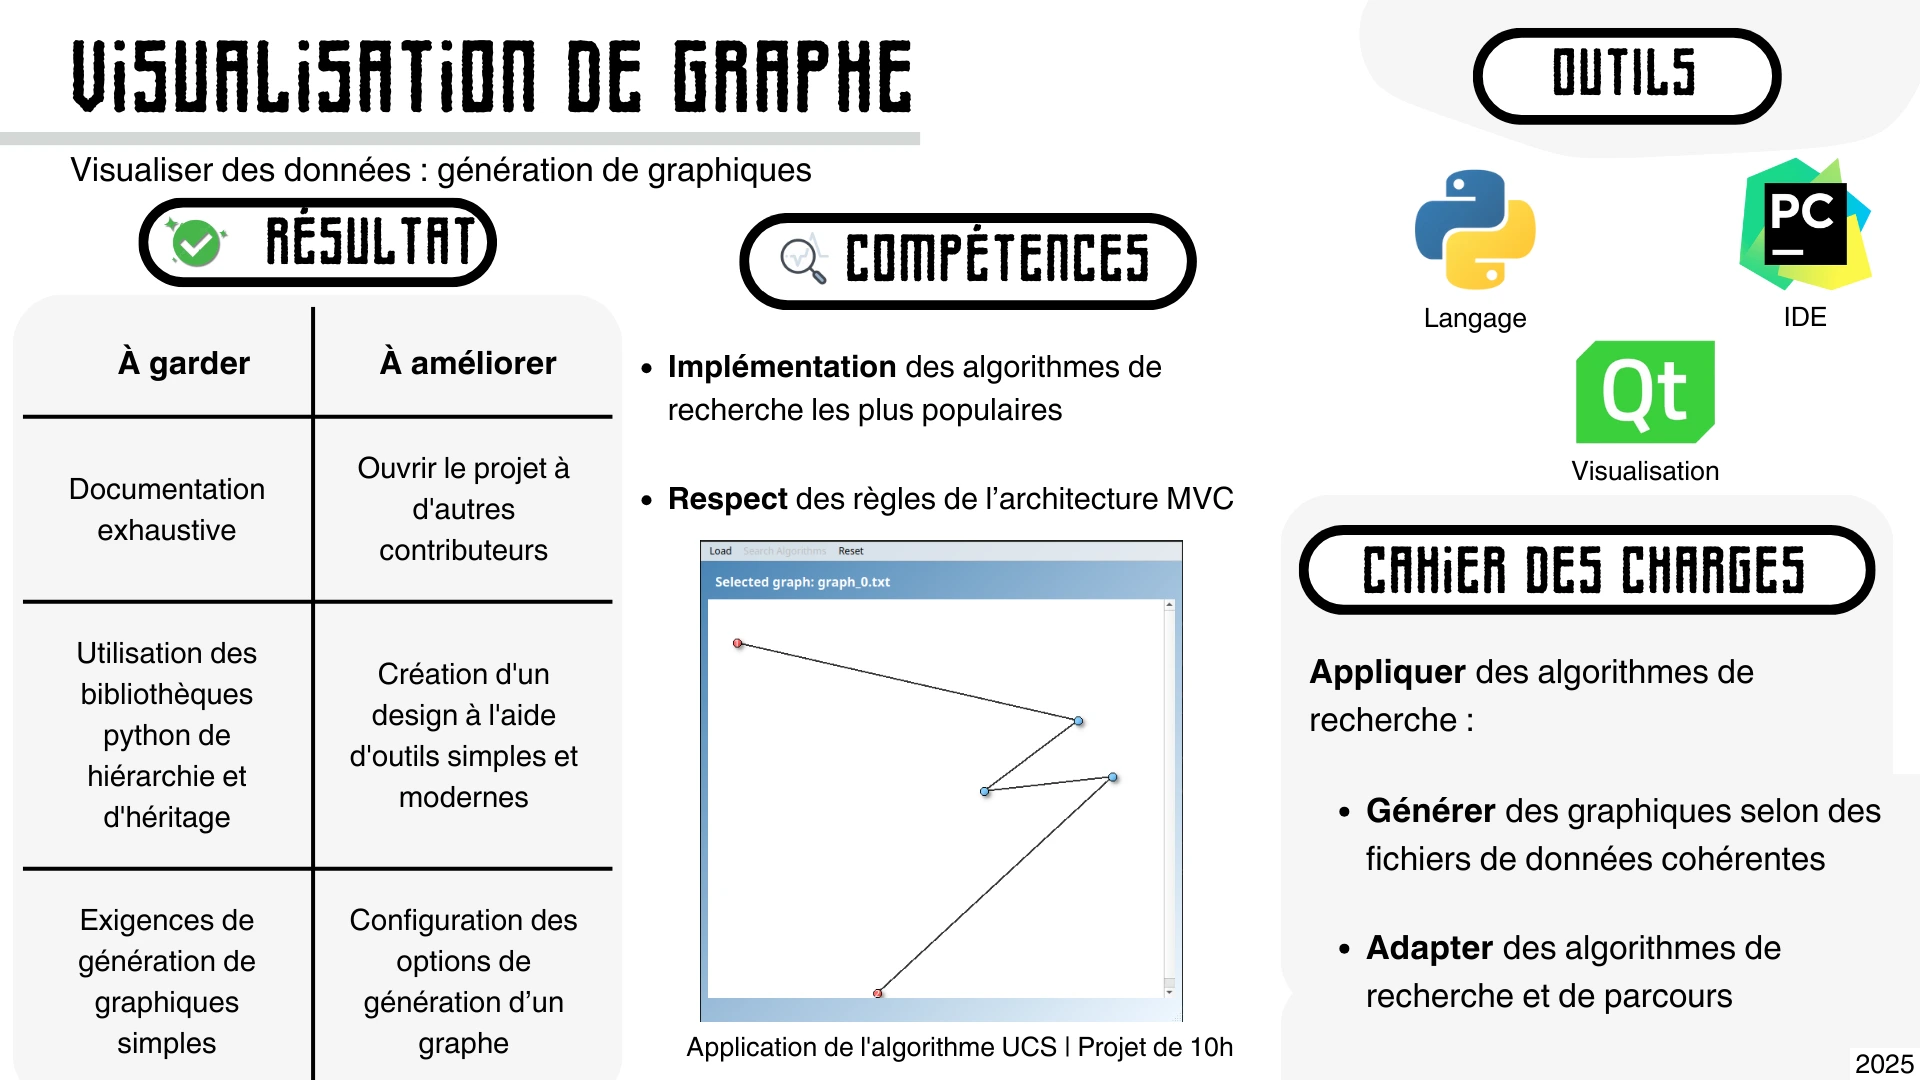 ViSUALiSATiON DE GRAPHE
Visualiser des données : génération de graphiques
RÉSULTAT
À garder
À améliorer
Documentation
exhaustive
Ouvrir le projet à
d'autres
contributeurs
Utilisation des
bibliothèques
python de
hiérarchie et
d'héritage
Création d'un
design à l'aide
d'outils simples et
modernes
Exigences de
génération de
graphiques
simples
Configuration des
options de
génération d’un
graphe
COMPÉTENCES
Implémentation des algorithmes de
recherche les plus populaires
Respect des règles de l’architecture MVC
Load Search Algorithms Reset
Selected graph: graph_0.txt
Application de l'algorithme UCS | Projet de 10h
OUTILS
PC
Langage
IDE
Qt
Visualisation
CAHiER DES CHARGES
Appliquer des algorithmes de
recherche :
Générer des graphiques selon des
fichiers de données cohérentes
Adapter des algorithmes de
recherche et de parcours
2025